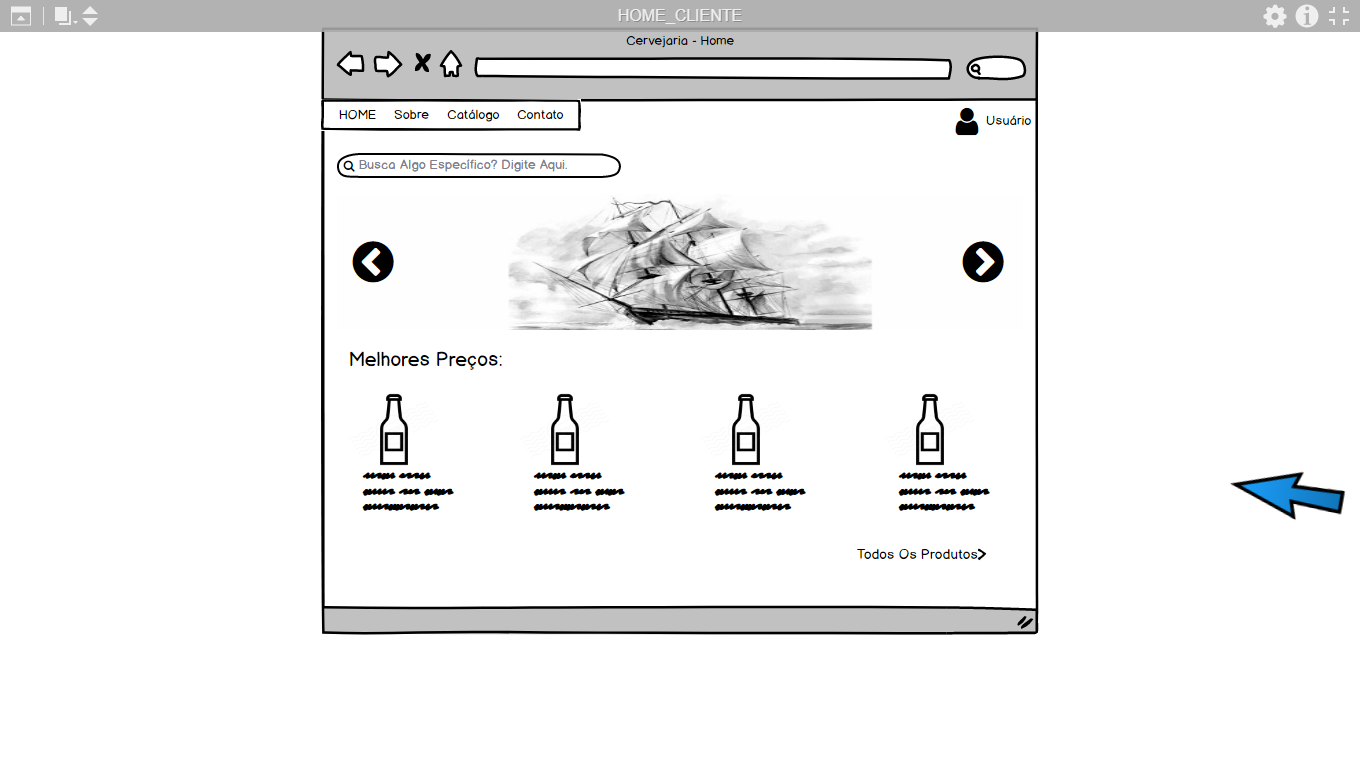 HOME_CLIENTE
Cervejaria - Home
HOME Sobre Catálogo Contato
Usuário
Busca Algo Específico? Digite Aqui.
Melhores Preços:
Todos Os Produtos